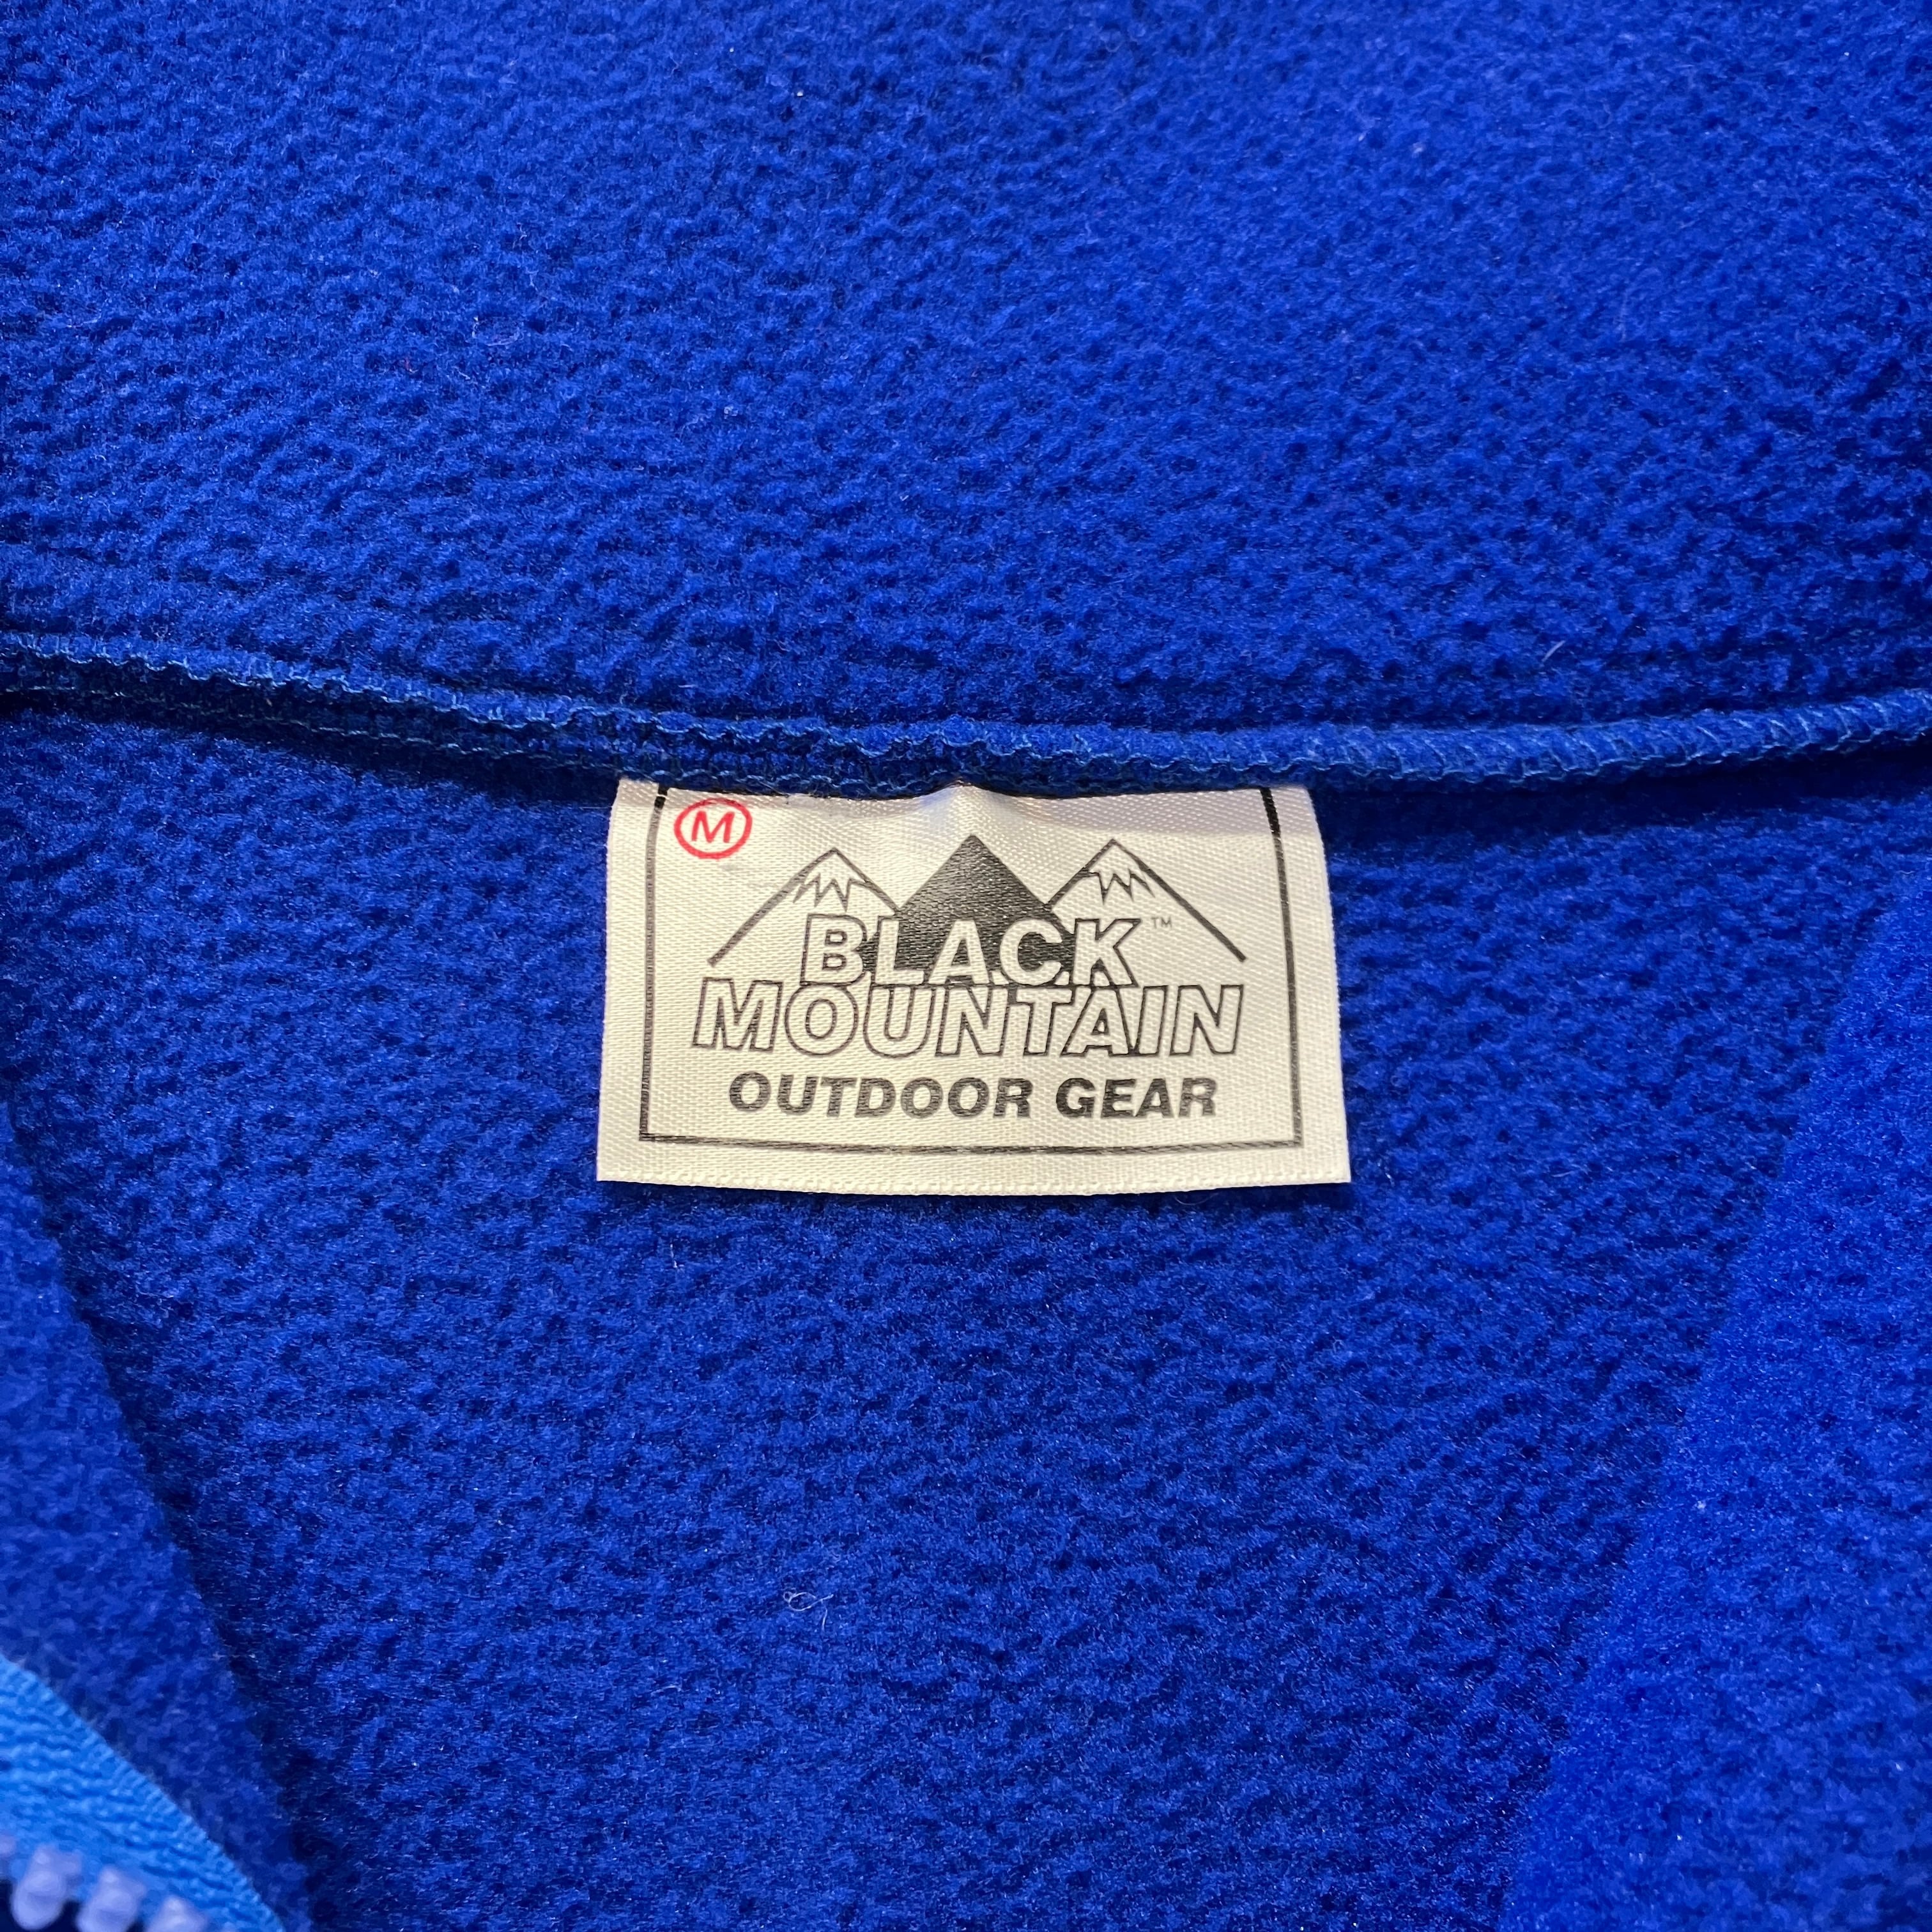 M
BLACK™
MOUNTAIN
OUTDOOR GEAR